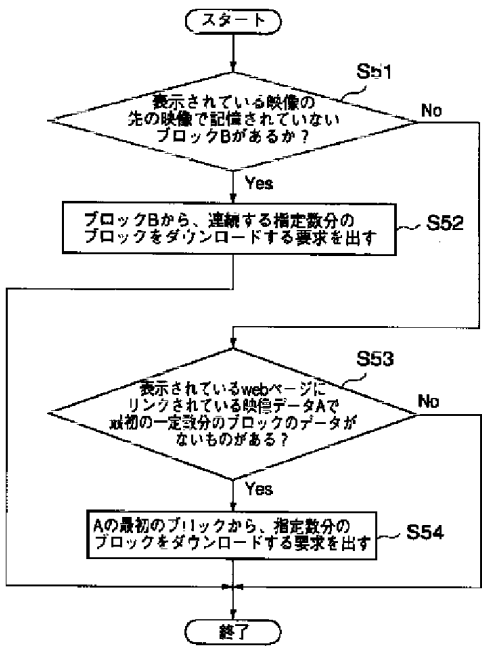 スタート
S51
表示されている映像の
先の映像で記憶されていない
ブロックBがあるか？
No
Yes
ブロックBから、連続する指定数分の
ブロックをダウンロードする要求を出す
S52
S53
表示されているwebページに
リンクされている映像データAで
最初の一定数分のブロックのデータが
ないものがある？
No
Yes
Aの最初のブロックから、指定数分の
ブロックをダウンロードする要求を出す
S54
終了